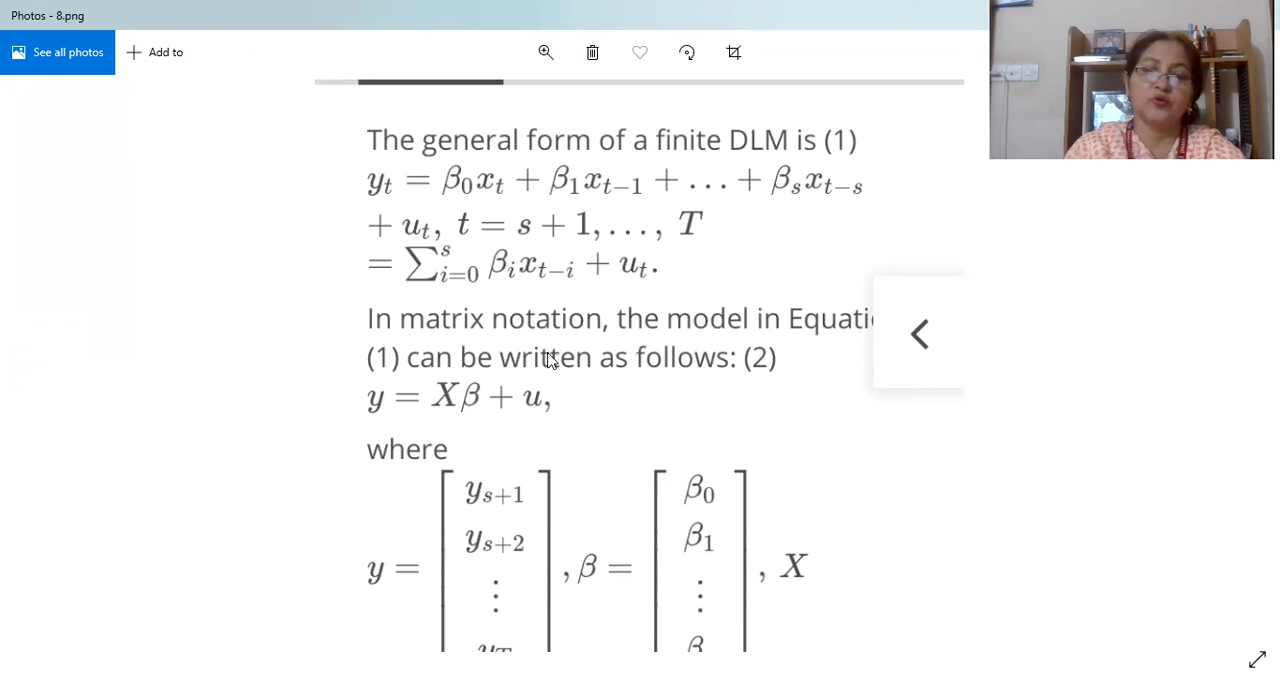 Photos - 8.png
See all photos
Add to
The general form of a finite DLM is (1)
yₜ = β₀xₜ + β₁xₜ₋₁ + … + βₛxₜ₋ₛ
+ uₜ, t = s + 1, …, T
= ∑ᵢ₌₀ˢ βᵢxₜ₋ᵢ + uₜ.
In matrix notation, the model in Equati
(1) can be written as follows: (2)
y = Xβ + u,
where
y = [ yₛ₊₁ yₛ₊₂ ⋮ ], β = [ β₀ β₁ ⋮ ], X